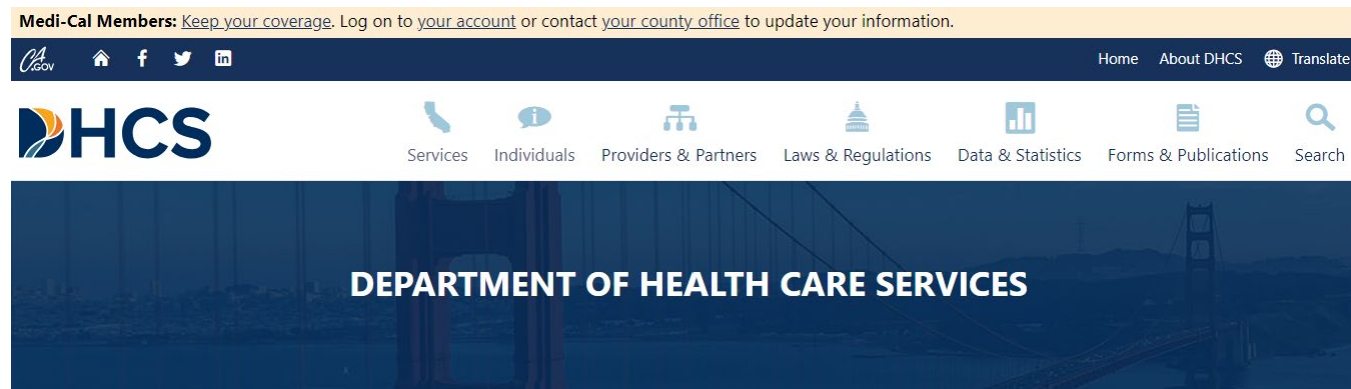 Medi-Cal Members: Keep your coverage. Log on to your account or contact your county office to update your information.
CA.GOV Home About DHCS Translate
DHCS
Services Individuals Providers & Partners Laws & Regulations Data & Statistics Forms & Publications Search
DEPARTMENT OF HEALTH CARE SERVICES